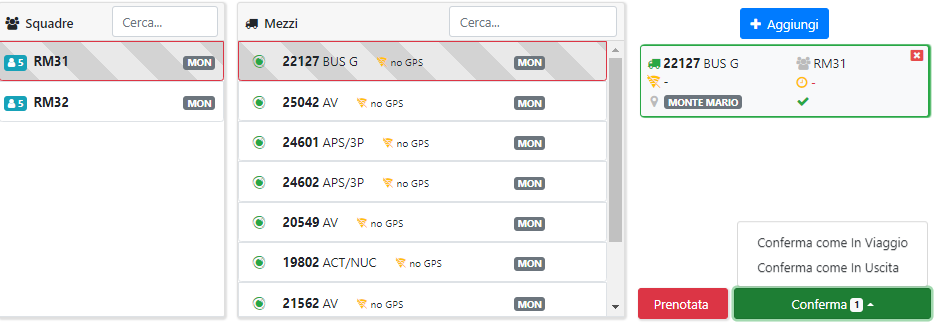 Squadre
Cerca...
5 RM31 MON
5 RM32 MON
Mezzi
Cerca...
22127 BUS G no GPS MON
25042 AV no GPS MON
24601 APS/3P no GPS MON
24602 APS/3P no GPS MON
20549 AV no GPS MON
19802 ACT/NUC no GPS MON
21562 AV no GPS MON
+ Aggiungi
22127 BUS G RM31
- -
MONTE MARIO
Conferma come In Viaggio
Conferma come In Uscita
Prenotata
Conferma 1